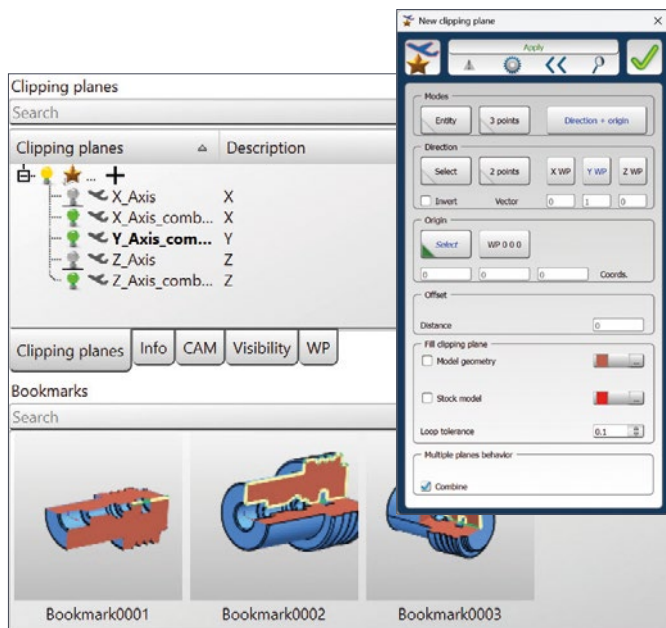 New clipping plane
Apply
Modes
Entity
3 points
Direction + origin
Direction
Select
2 points
X WP
Y WP
Z WP
Invert
Vector
0
1
0
Origin
Select
WP 0 0 0
0
0
0
Coords.
Offset
Distance
0
Fill clipping plane
Model geometry
...
Stock model
...
Loop tolerance
0.1
Multiple planes behavior
Combine
Clipping planes
Search
Clipping planes
Description
...
X_Axis
X
X_Axis_comb...
X
Y_Axis_com...
Y
Z_Axis
Z
Z_Axis_comb...
Z
Clipping planes
Info
CAM
Visibility
WP
Bookmarks
Search
Bookmark0001
Bookmark0002
Bookmark0003